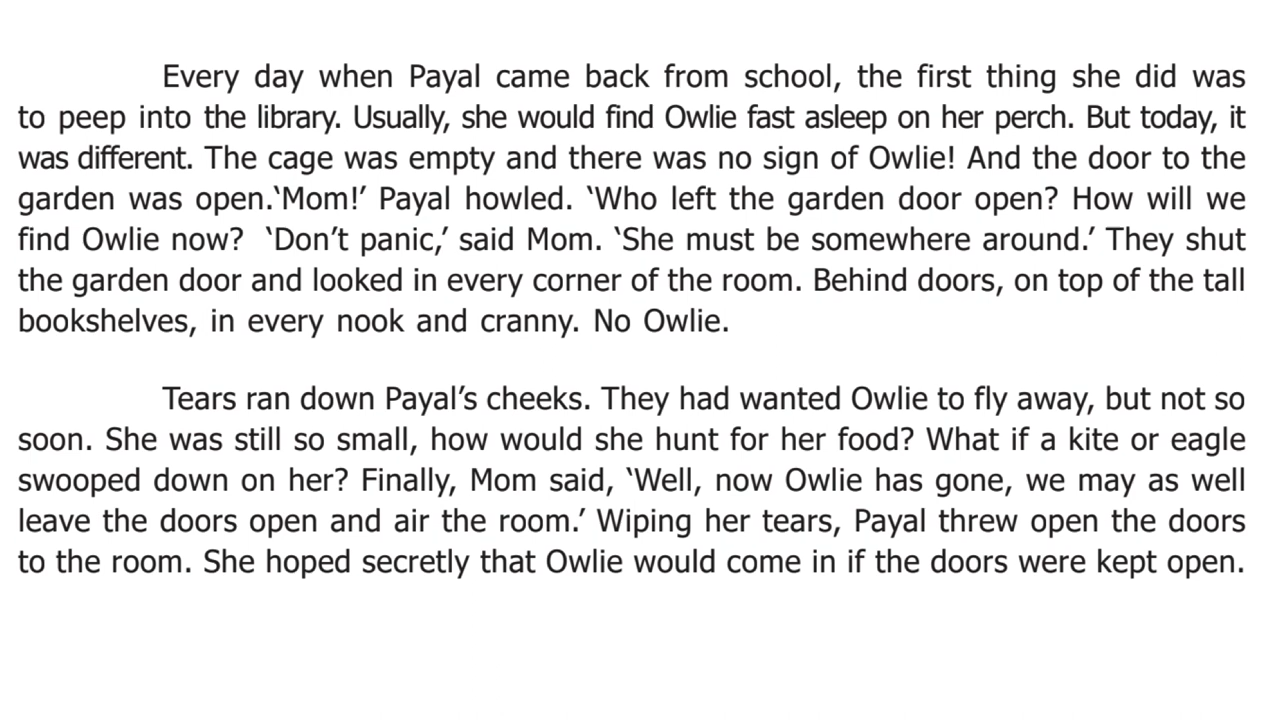 Every day when Payal came back from school, the first thing she did was
to peep into the library. Usually, she would find Owlie fast asleep on her perch. But today, it
was different. The cage was empty and there was no sign of Owlie! And the door to the
garden was open.‘Mom!’ Payal howled. ‘Who left the garden door open? How will we
find Owlie now? ‘Don’t panic,’ said Mom. ‘She must be somewhere around.’ They shut
the garden door and looked in every corner of the room. Behind doors, on top of the tall
bookshelves, in every nook and cranny. No Owlie.
Tears ran down Payal’s cheeks. They had wanted Owlie to fly away, but not so
soon. She was still so small, how would she hunt for her food? What if a kite or eagle
swooped down on her? Finally, Mom said, ‘Well, now Owlie has gone, we may as well
leave the doors open and air the room.’ Wiping her tears, Payal threw open the doors
to the room. She hoped secretly that Owlie would come in if the doors were kept open.